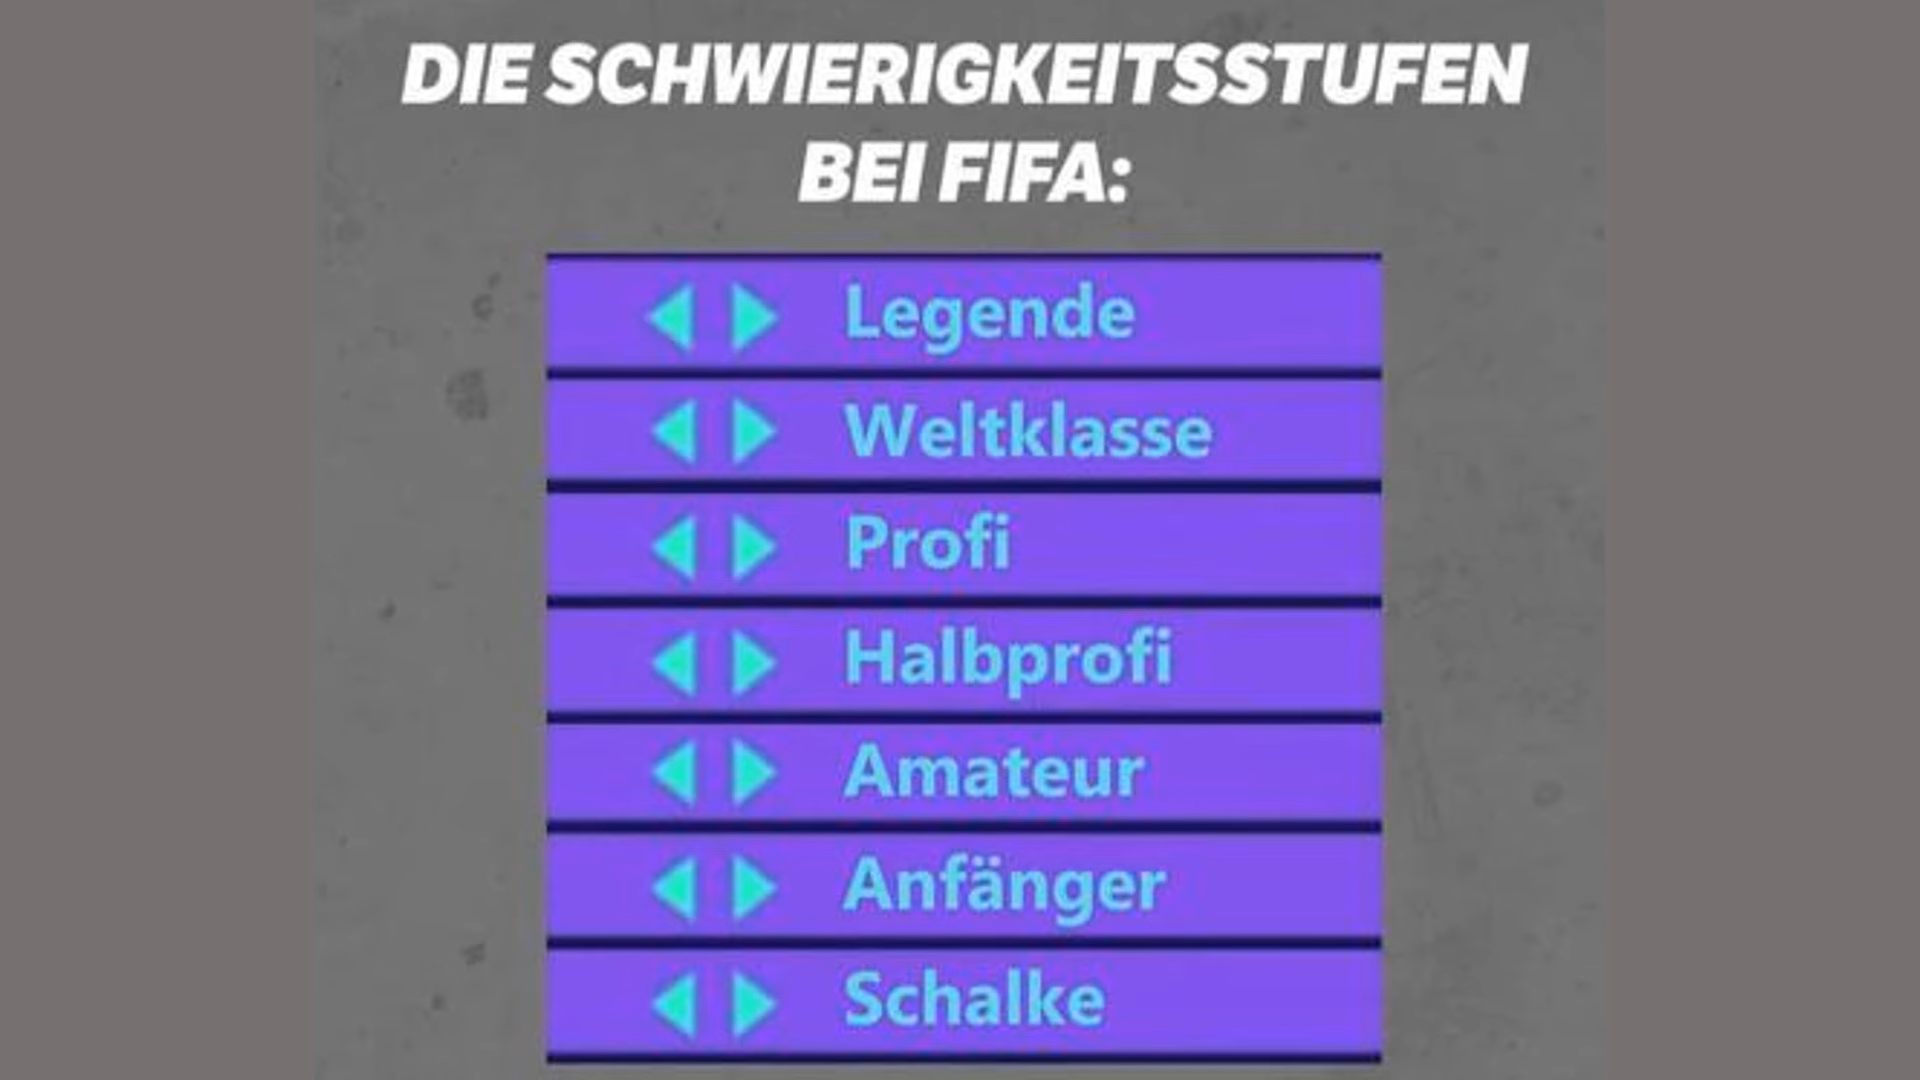 DIE SCHWIERIGKEITSSTUFEN
BEI FIFA:
Legende
Weltklasse
Profi
Halbprofi
Amateur
Anfänger
Schalke